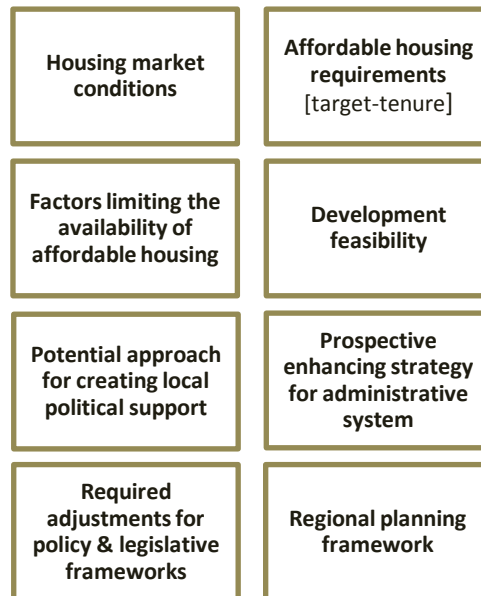 Housing market
conditions
Affordable housing
requirements
[target-tenure]
Factors limiting the
availability of
affordable housing
Development
feasibility
Potential approach
for creating local
political support
Prospective
enhancing strategy
for administrative
system
Required
adjustments for
policy & legislative
frameworks
Regional planning
framework